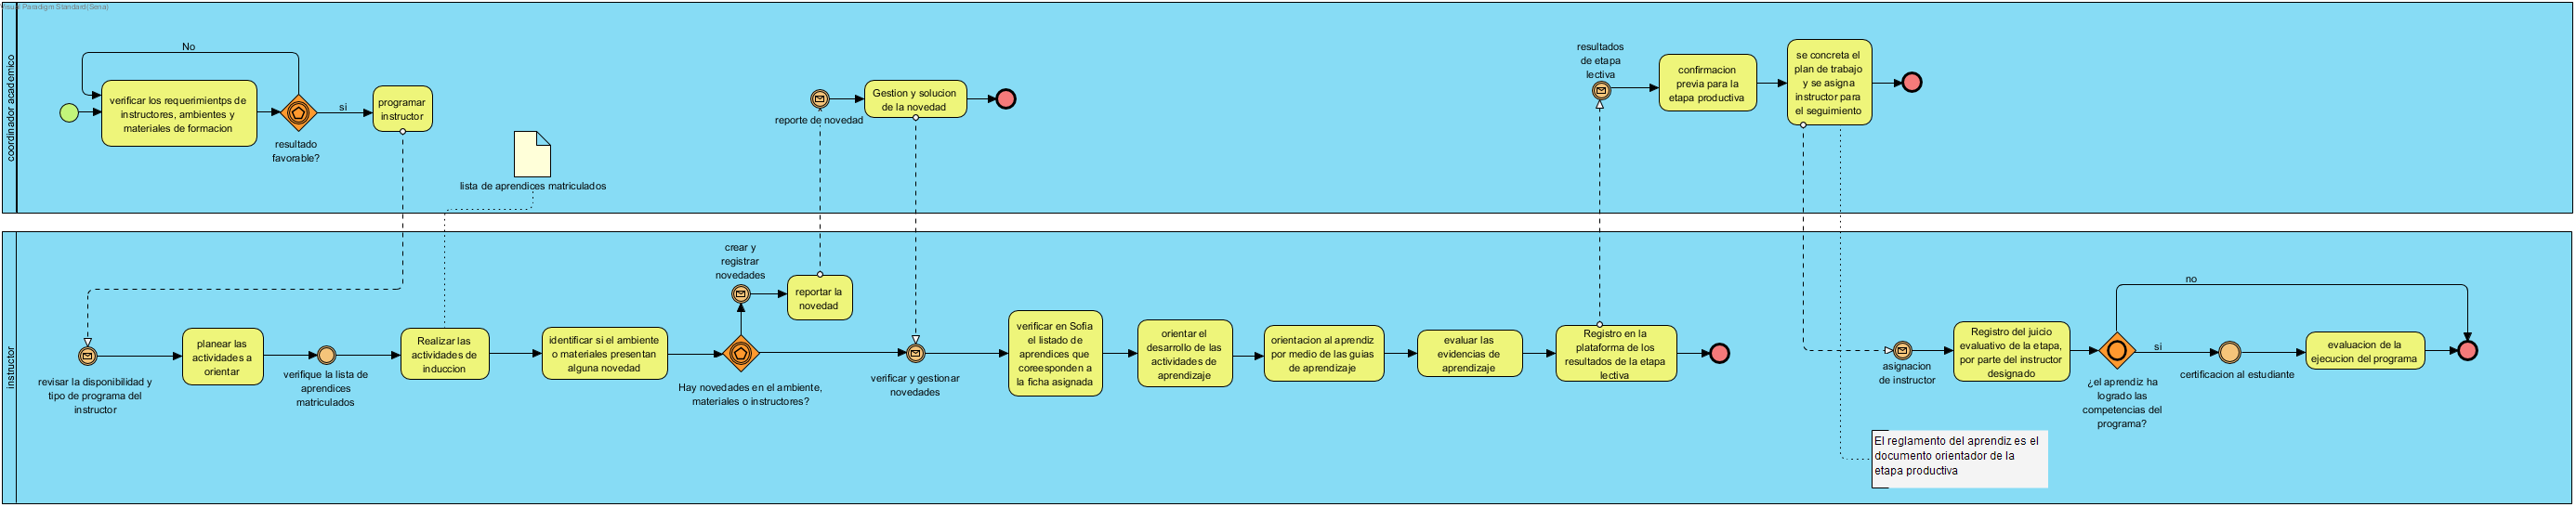 Visual Paradigm Standard(Sena)
coordinador academico
No
verificar los requerimientps de
instructores, ambientes y
materiales de formacion
resultado
favorable?
si
programar
instructor
lista de aprendices matriculados
reporte de novedad
Gestion y solucion
de la novedad
resultados
de etapa
lectiva
confirmacion
previa para la
etapa productiva
se concreta el
plan de trabajo
y se asigna
instructor para
el seguimiento
instructor
revisar la disponibilidad y
tipo de programa del
instructor
planear las
actividades a
orientar
verifique la lista de
aprendices
matriculados
Realizar las
actividades de
induccion
identificar si el ambiente
o materiales presentan
alguna novedad
Hay novedades en el ambiente,
materiales o instructores?
crear y
registrar
novedades
reportar la
novedad
verificar y gestionar
novedades
verificar en Sofia
el listado de
aprendices que
coreesponden a
la ficha asignada
orientar el
desarrollo de las
actividades de
aprendizaje
orientacion al aprendiz
por medio de las guias
de aprendizaje
evaluar las
evidencias de
aprendizaje
Registro en la
plataforma de los
resultados de la etapa
lectiva
asignacion
de instructor
Registro del juicio
evaluativo de la etapa,
por parte del instructor
designado
¿el aprendiz ha
logrado las
competencias del
programa?
no
si
certificacion al estudiante
evaluacion de la
ejecucion del programa
El reglamento del aprendiz es el
documento orientador de la
etapa productiva